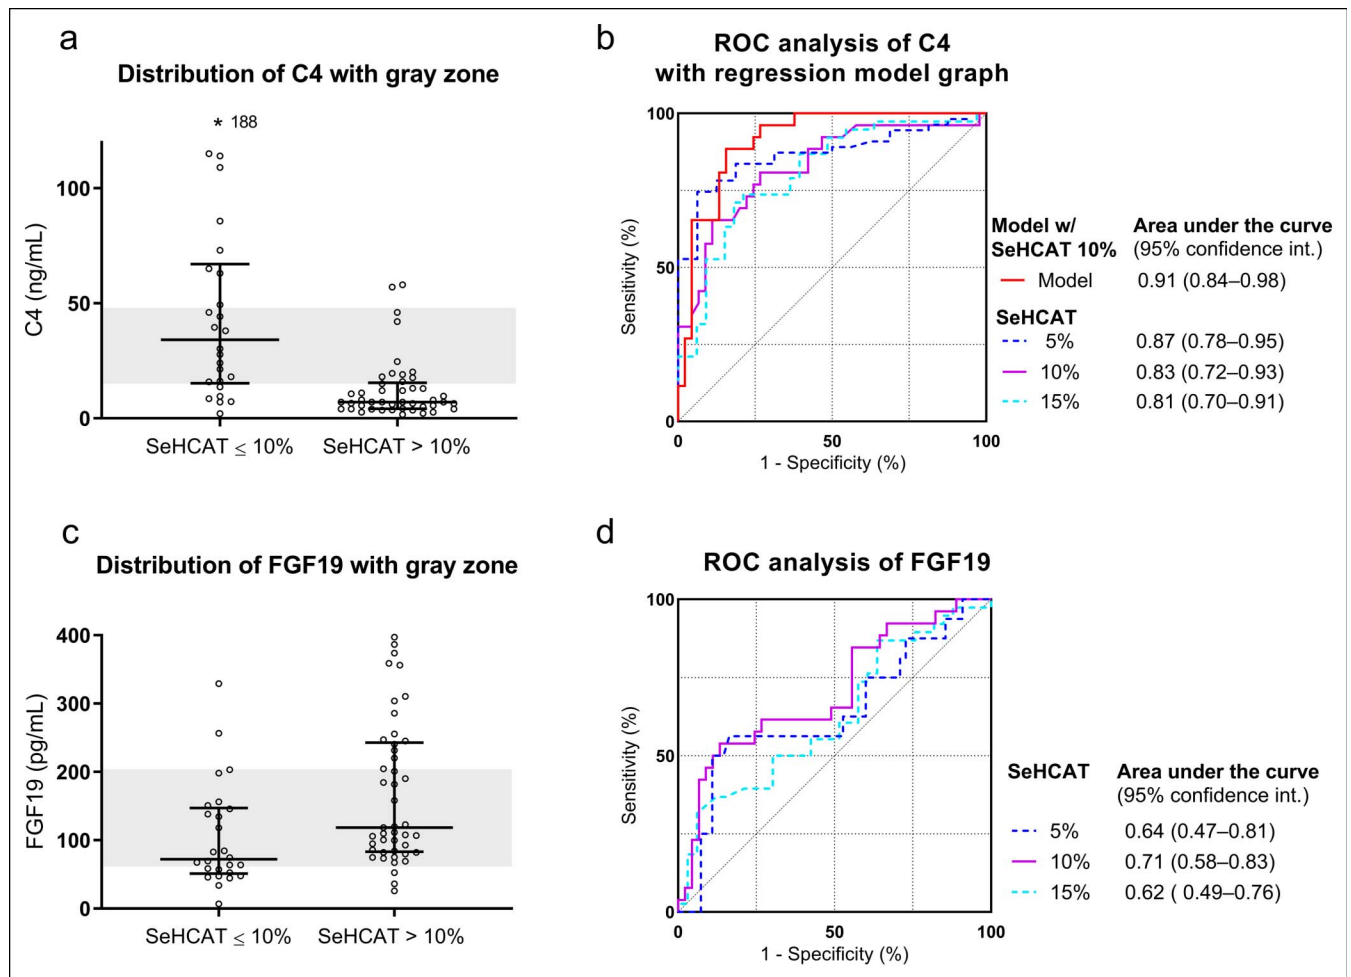 a
Distribution of C4 with gray zone
* 188
100
50
0
C4 (ng/mL)
SeHCAT ≤ 10%
SeHCAT > 10%
b
ROC analysis of C4
with regression model graph
100
50
0
Sensitivity (%)
0
50
100
1 - Specificity (%)
Model w/ Area under the curve
SeHCAT 10% (95% confidence int.)
Model 0.91 (0.84–0.98)
SeHCAT
5% 0.87 (0.78–0.95)
10% 0.83 (0.72–0.93)
15% 0.81 (0.70–0.91)
c
Distribution of FGF19 with gray zone
400
300
200
100
0
FGF19 (pg/mL)
SeHCAT ≤ 10%
SeHCAT > 10%
d
ROC analysis of FGF19
100
50
0
Sensitivity (%)
0
50
100
1 - Specificity (%)
SeHCAT Area under the curve
(95% confidence int.)
5% 0.64 (0.47–0.81)
10% 0.71 (0.58–0.83)
15% 0.62 ( 0.49–0.76)